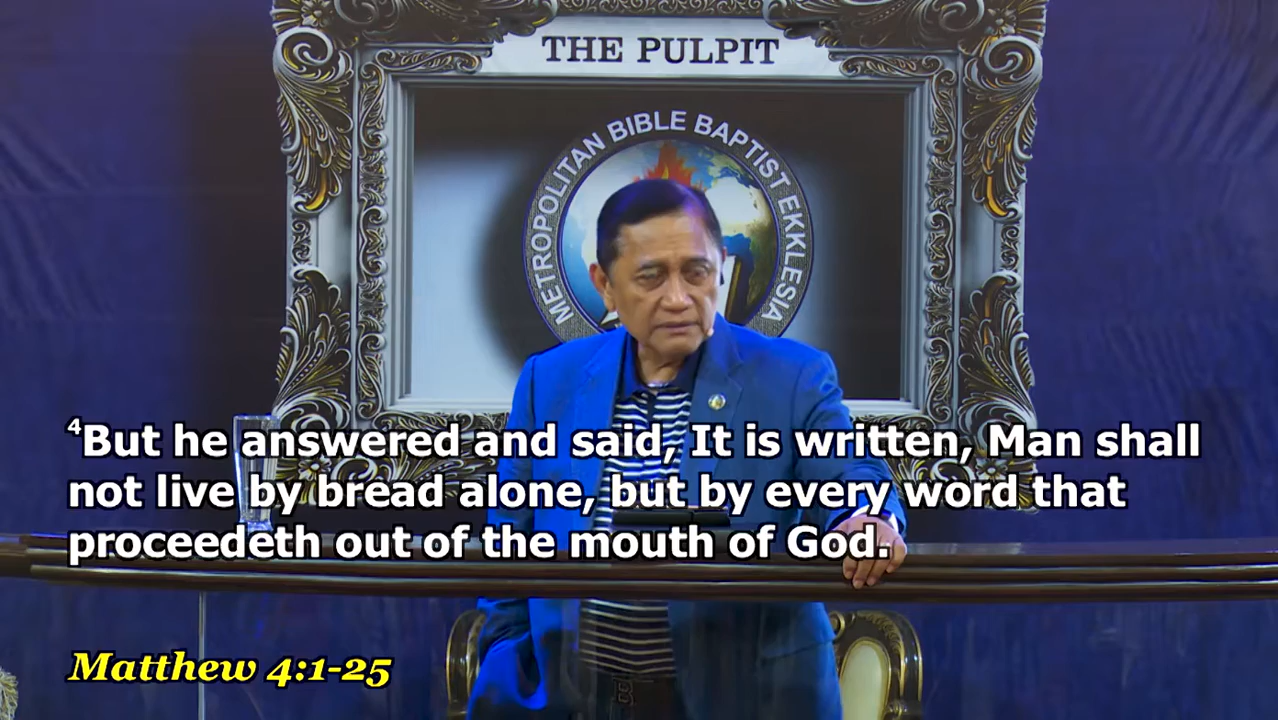 THE PULPIT
METROPOLITAN BIBLE BAPTIST EKKLESIA
⁴But he answered and said, It is written, Man shall
not live by bread alone, but by every word that
proceedeth out of the mouth of God.
Matthew 4:1-25